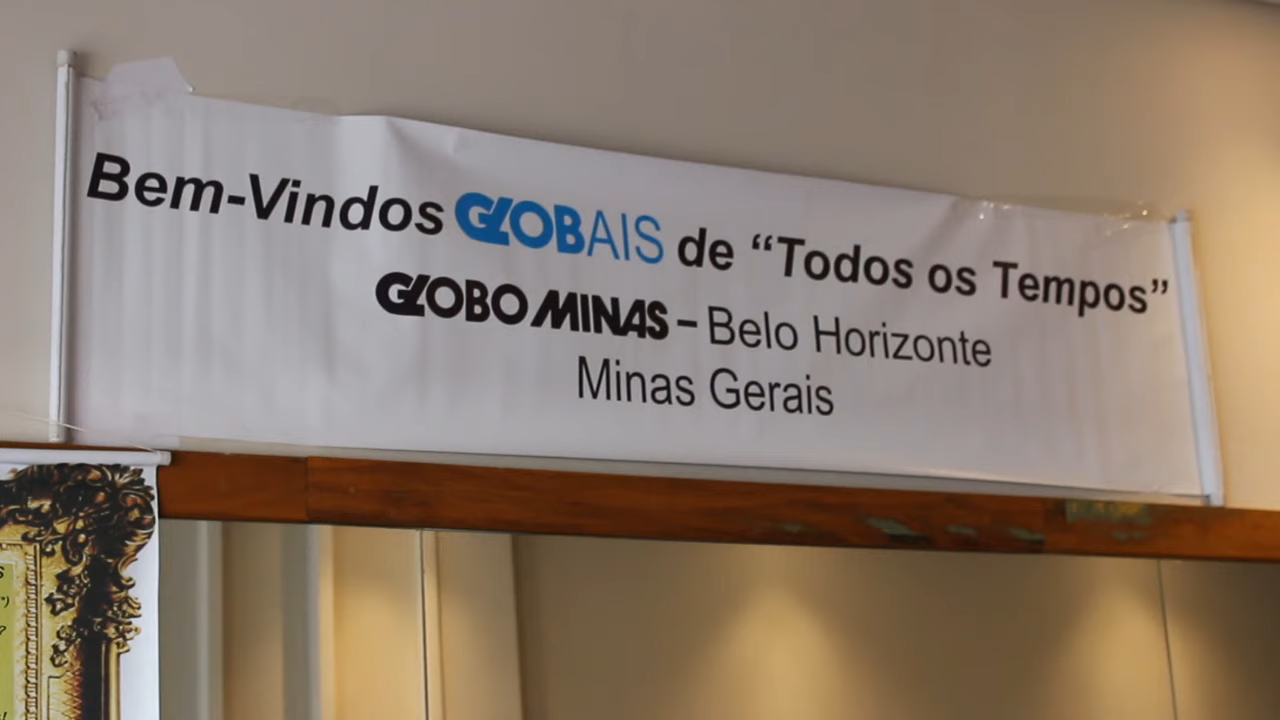 Bem-Vindos GLOBAIS de “Todos os Tempos”
GLOBO MINAS – Belo Horizonte
Minas Gerais